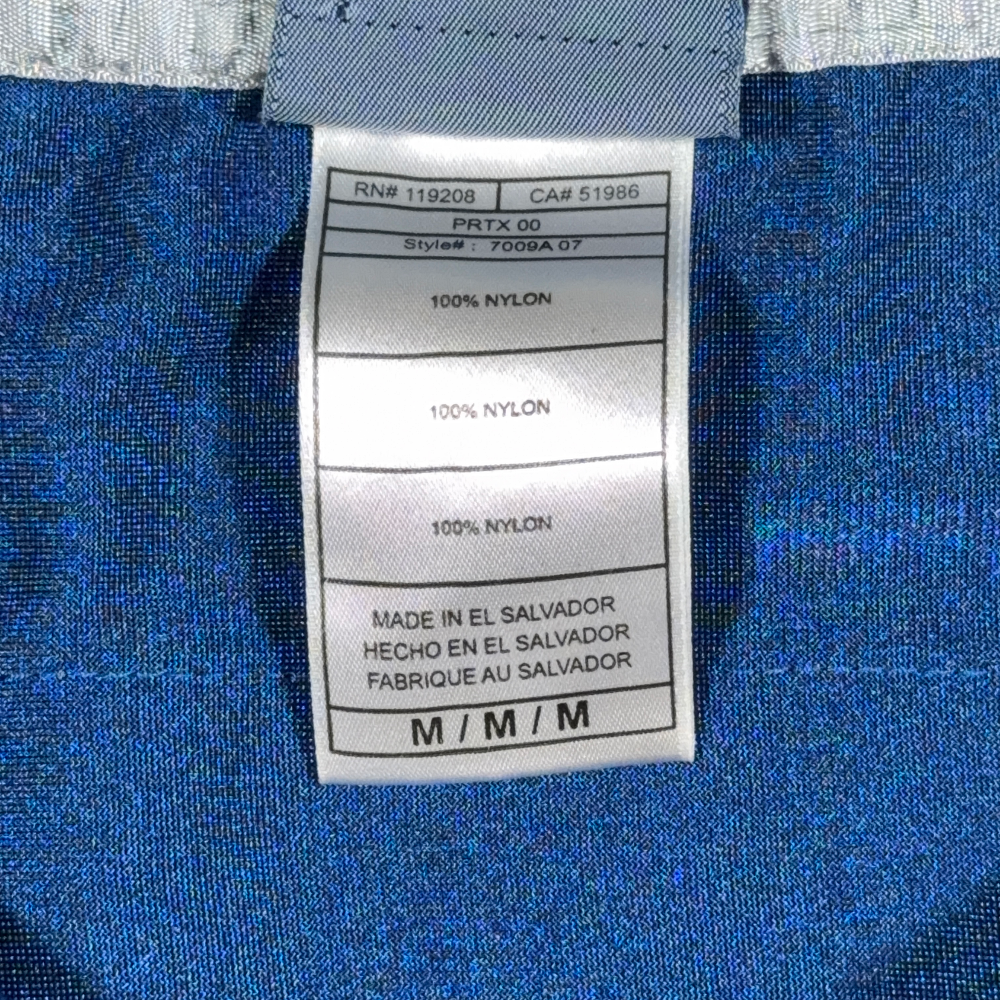 RN# 119208 CA# 51986
PRTX 00
Style# : 7009A 07
100% NYLON
100% NYLON
100% NYLON
MADE IN EL SALVADOR
HECHO EN EL SALVADOR
FABRIQUE AU SALVADOR
M / M / M